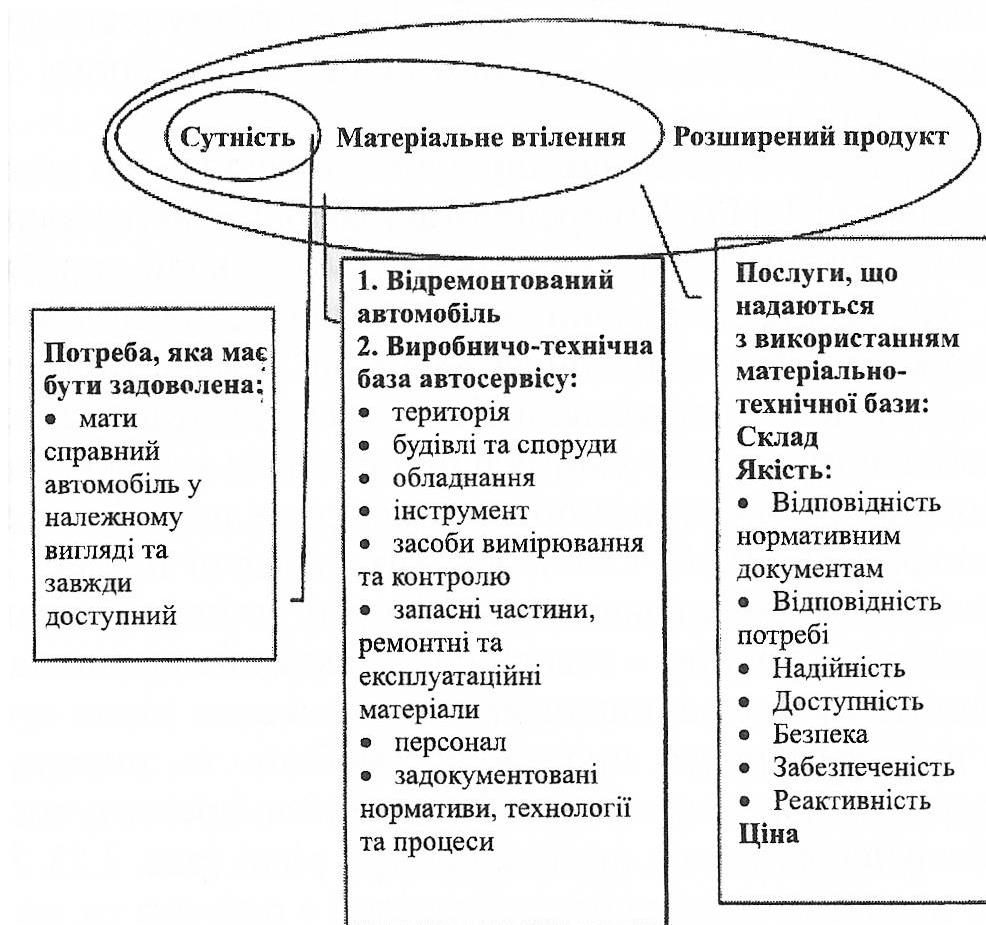 Сутність
Матеріальне втілення
Розширений продукт
Потреба, яка має
бути задоволена:
• мати
справний
автомобіль у
належному
вигляді та
завжди
доступний
1. Відремонтований
автомобіль
2. Виробничо-технічна
база автосервісу:
• територія
• будівлі та споруди
• обладнання
• інструмент
• засоби вимірювання
та контролю
• запасні частини,
ремонтні та
експлуатаційні
матеріали
• персонал
• задокументовані
нормативи, технології
та процеси
Послуги, що
надаються
з використанням
матеріально-
технічної бази:
Склад
Якість:
• Відповідність
нормативним
документам
• Відповідність
потребі
• Надійність
• Доступність
• Безпека
• Забезпеченість
• Реактивність
Ціна